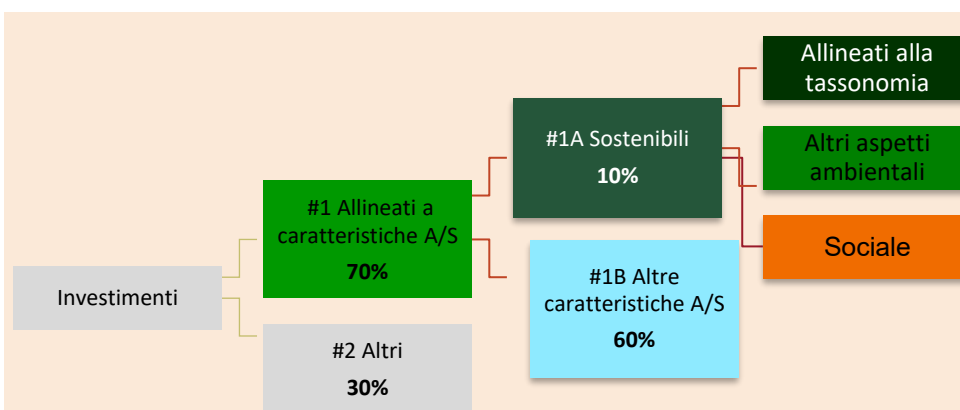 Investimenti
#1 Allineati a
caratteristiche A/S
70%
#2 Altri
30%
#1A Sostenibili
10%
#1B Altre
caratteristiche A/S
60%
Allineati alla
tassonomia
Altri aspetti
ambientali
Sociale